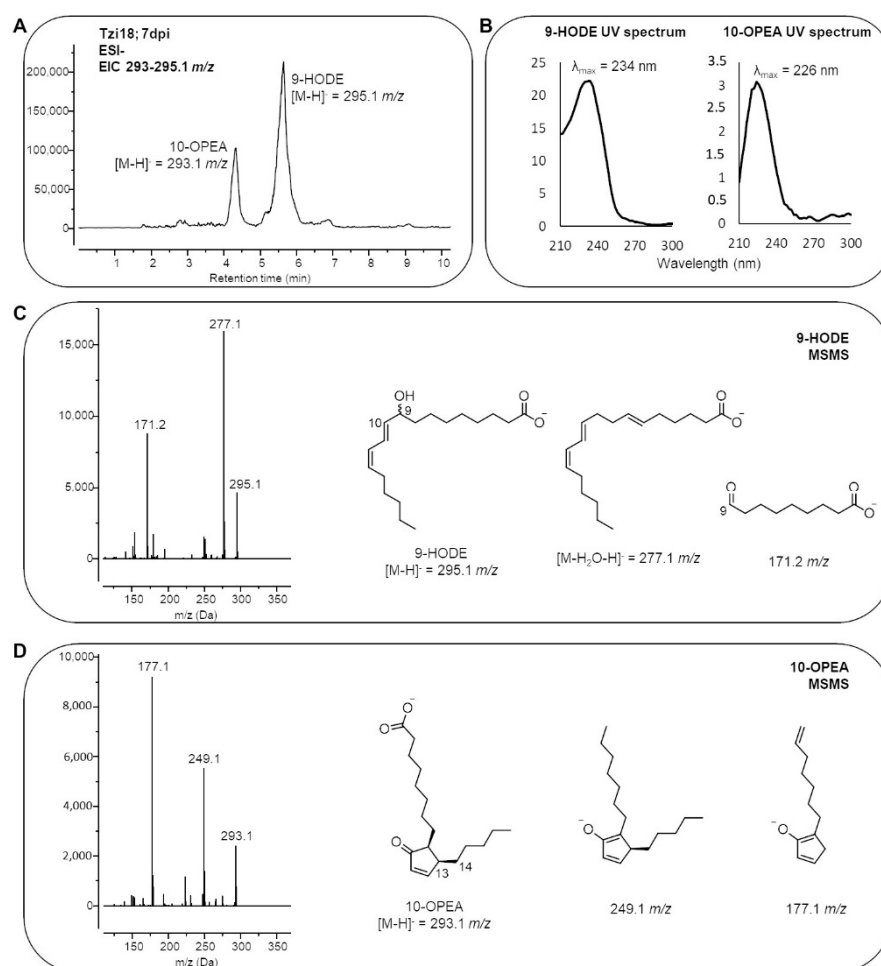 A
Tzi18; 7dpi
ESI-
EIC 293-295.1 m/z
200,000
150,000
100,000
50,000
0
9-HODE
[M-H]⁻ = 295.1 m/z
10-OPEA
[M-H]⁻ = 293.1 m/z
1 2 3 4 5 6 7 8 9 10
Retention time (min)
B
9-HODE UV spectrum
10-OPEA UV spectrum
λmax = 234 nm
λmax = 226 nm
25
20
15
10
5
0
3.5
3
2.5
2
1.5
1
0.5
0
210 240 270 300
210 240 270 300
Wavelength (nm)
C
9-HODE
MSMS
15,000
10,000
5.000
0
277.1
171.2
295.1
150 200 250 300 350
m/z (Da)
OH
9
10
O
O⁻
9-HODE
[M-H]⁻ = 295.1 m/z
O
O⁻
[M-H₂O-H]⁻ = 277.1 m/z
O
9
O
O⁻
171.2 m/z
D
10-OPEA
MSMS
10,000
8,000
6,000
4,000
2,000
0
177.1
249.1
293.1
150 200 250 300 350
m/z (Da)
O⁻
O
O
13
14
10-OPEA
[M-H]⁻ = 293.1 m/z
O⁻
249.1 m/z
O⁻
177.1 m/z